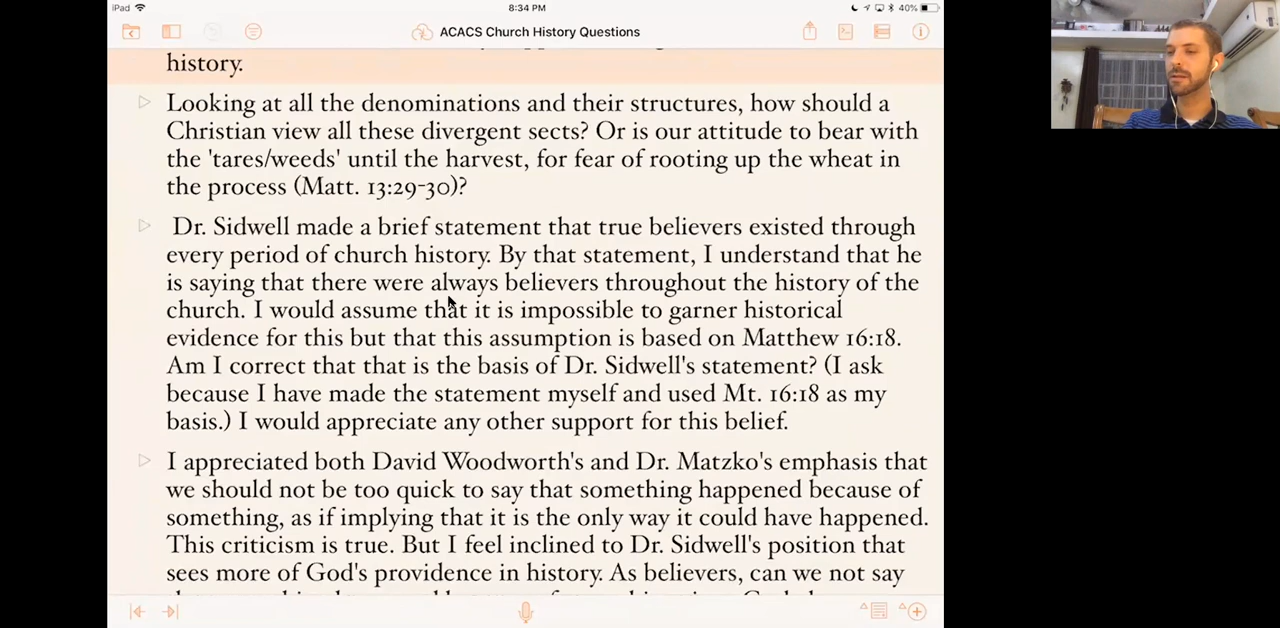 iPad
8:34 PM
40%
ACACS Church History Questions
history.
Looking at all the denominations and their structures, how should a
Christian view all these divergent sects? Or is our attitude to bear with
the 'tares/weeds' until the harvest, for fear of rooting up the wheat in
the process (Matt. 13:29-30)?
Dr. Sidwell made a brief statement that true believers existed through
every period of church history. By that statement, I understand that he
is saying that there were always believers throughout the history of the
church. I would assume that it is impossible to garner historical
evidence for this but that this assumption is based on Matthew 16:18.
Am I correct that that is the basis of Dr. Sidwell's statement? (I ask
because I have made the statement myself and used Mt. 16:18 as my
basis.) I would appreciate any other support for this belief.
I appreciated both David Woodworth's and Dr. Matzko's emphasis that
we should not be too quick to say that something happened because of
something, as if implying that it is the only way it could have happened.
This criticism is true. But I feel inclined to Dr. Sidwell's position that
sees more of God's providence in history. As believers, can we not say